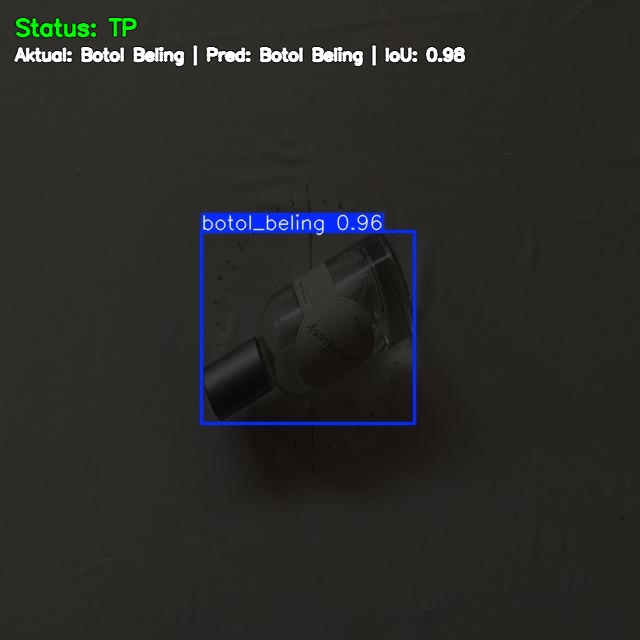 Status: TP
Aktual: Botol Beling | Pred: Botol Beling | IoU: 0.98
botol_beling 0.96